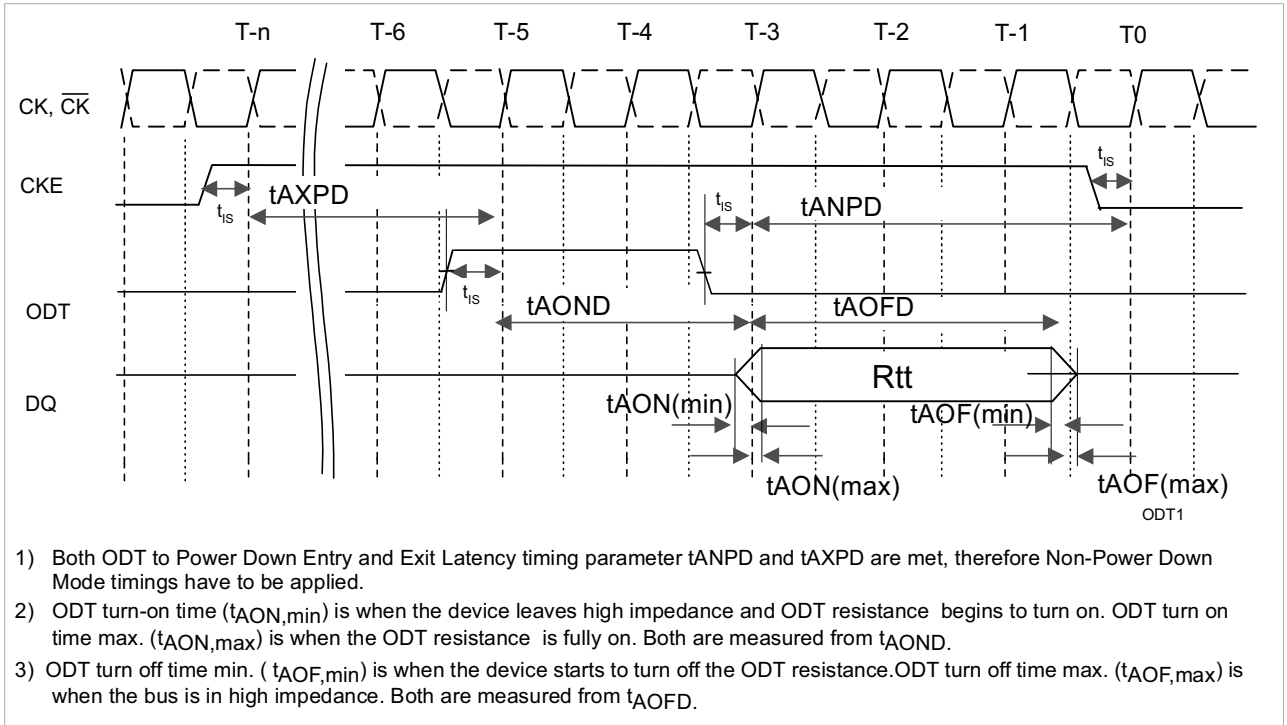 T-n T-6 T-5 T-4 T-3 T-2 T-1 T0
CK, C̅K̅
CKE
tIS
tAXPD
tIS
tANPD
tIS
ODT
tIS
tAOND
tAOFD
DQ
Rtt
tAON(min)
tAOF(min)
tAON(max)
tAOF(max)
ODT1
1) Both ODT to Power Down Entry and Exit Latency timing parameter tANPD and tAXPD are met, therefore Non-Power Down
Mode timings have to be applied.
2) ODT turn-on time (tAON,min) is when the device leaves high impedance and ODT resistance begins to turn on. ODT turn on
time max. (tAON,max) is when the ODT resistance is fully on. Both are measured from tAOND.
3) ODT turn off time min. ( tAOF,min) is when the device starts to turn off the ODT resistance.ODT turn off time max. (tAOF,max) is
when the bus is in high impedance. Both are measured from tAOFD.